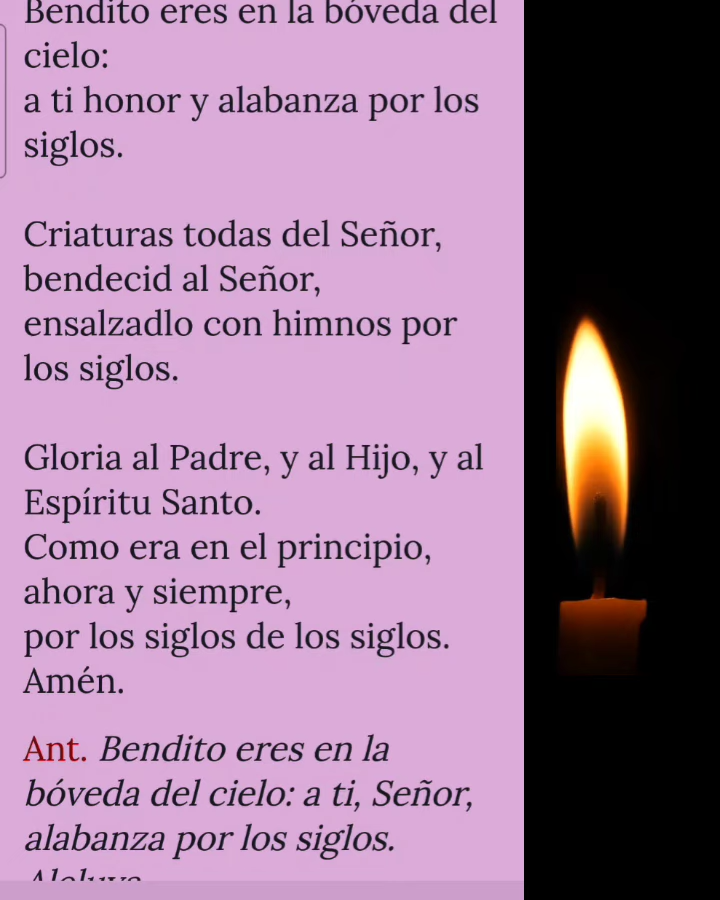 Bendito eres en la bóveda del
cielo:
a ti honor y alabanza por los
siglos.
Criaturas todas del Señor,
bendecid al Señor,
ensalzadlo con himnos por
los siglos.
Gloria al Padre, y al Hijo, y al
Espíritu Santo.
Como era en el principio,
ahora y siempre,
por los siglos de los siglos.
Amén.
Ant. Bendito eres en la
bóveda del cielo: a ti, Señor,
alabanza por los siglos.